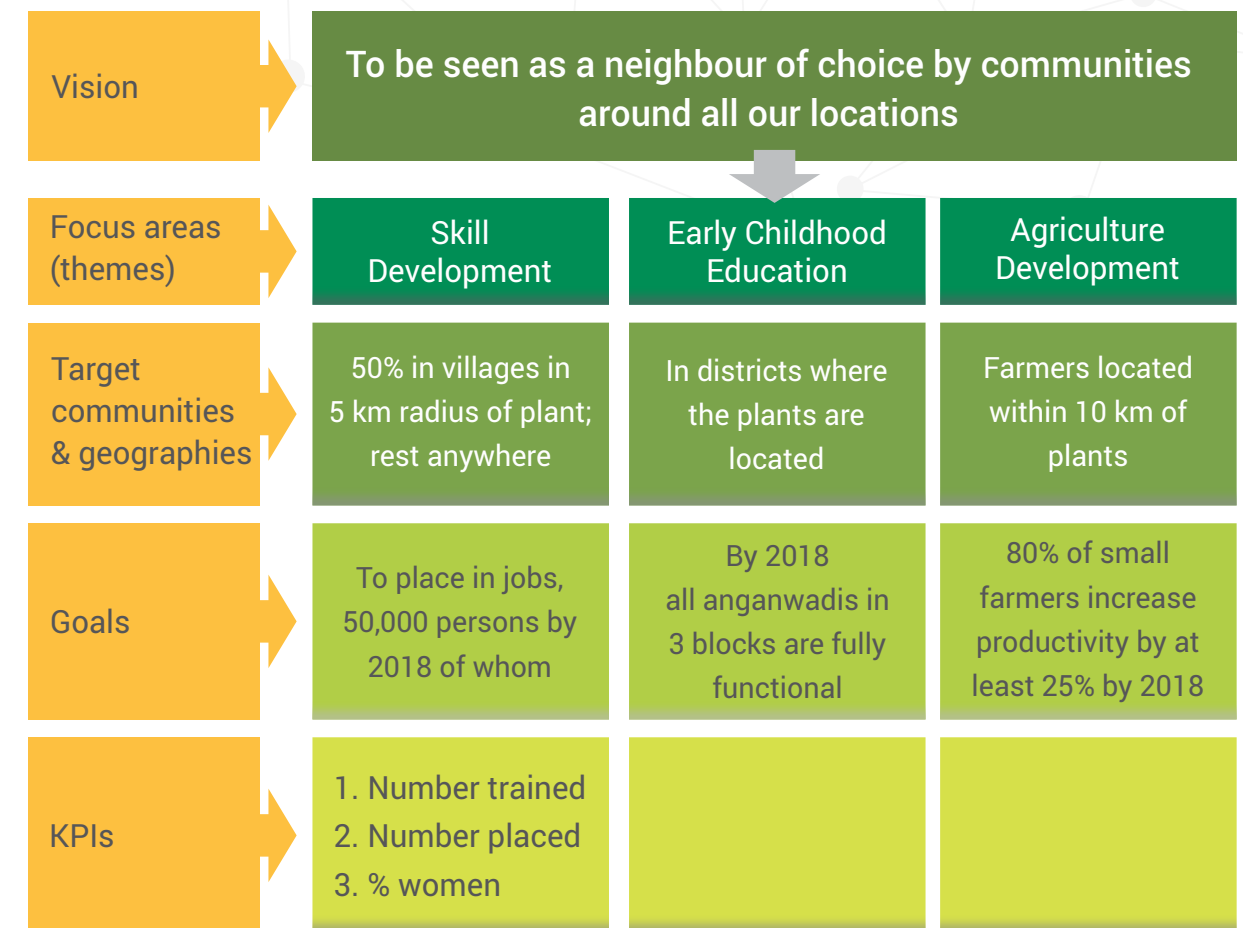 Vision
To be seen as a neighbour of choice by communities
around all our locations
Focus areas
(themes)
Skill
Development
Early Childhood
Education
Agriculture
Development
Target
communities
& geographies
50% in villages in
5 km radius of plant;
rest anywhere
In districts where
the plants are
located
Farmers located
within 10 km of
plants
Goals
To place in jobs,
50,000 persons by
2018 of whom
By 2018
all anganwadis in
3 blocks are fully
functional
80% of small
farmers increase
productivity by at
least 25% by 2018
KPIs
1. Number trained
2. Number placed
3. % women